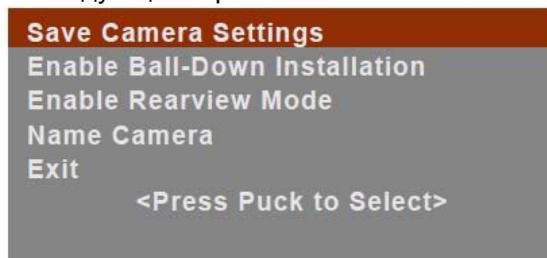 Save Camera Settings
Enable Ball-Down Installation
Enable Rearview Mode
Name Camera
Exit
<Press Puck to Select>